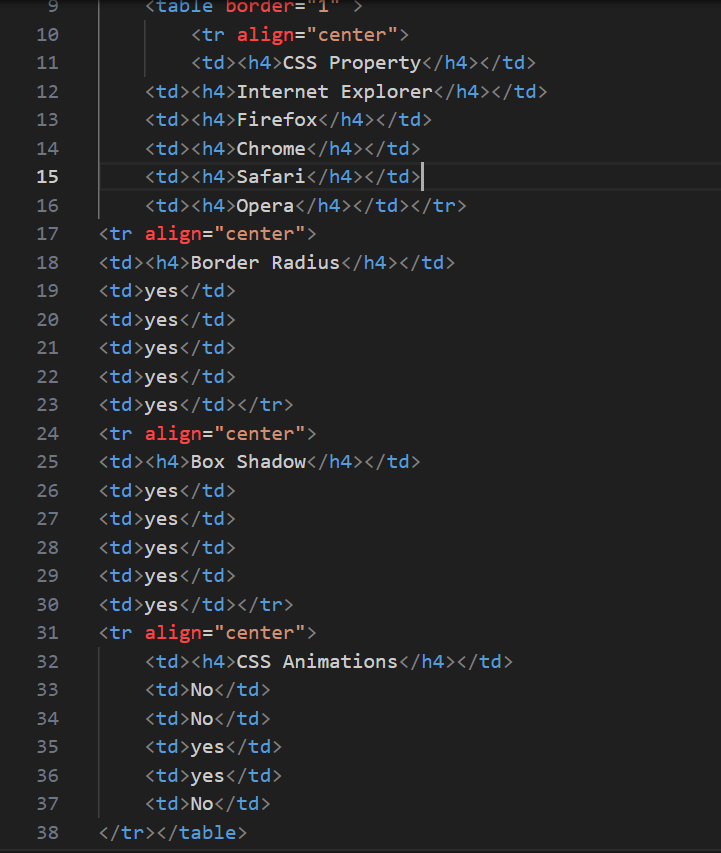 9 <table border="1" >
10 <tr align="center">
11 <td><h4>CSS Property</h4></td>
12 <td><h4>Internet Explorer</h4></td>
13 <td><h4>Firefox</h4></td>
14 <td><h4>Chrome</h4></td>
15 <td><h4>Safari</h4></td>
16 <td><h4>Opera</h4></td></tr>
17 <tr align="center">
18 <td><h4>Border Radius</h4></td>
19 <td>yes</td>
20 <td>yes</td>
21 <td>yes</td>
22 <td>yes</td>
23 <td>yes</td></tr>
24 <tr align="center">
25 <td><h4>Box Shadow</h4></td>
26 <td>yes</td>
27 <td>yes</td>
28 <td>yes</td>
29 <td>yes</td>
30 <td>yes</td></tr>
31 <tr align="center">
32 <td><h4>CSS Animations</h4></td>
33 <td>No</td>
34 <td>No</td>
35 <td>yes</td>
36 <td>yes</td>
37 <td>No</td>
38 </tr></table>